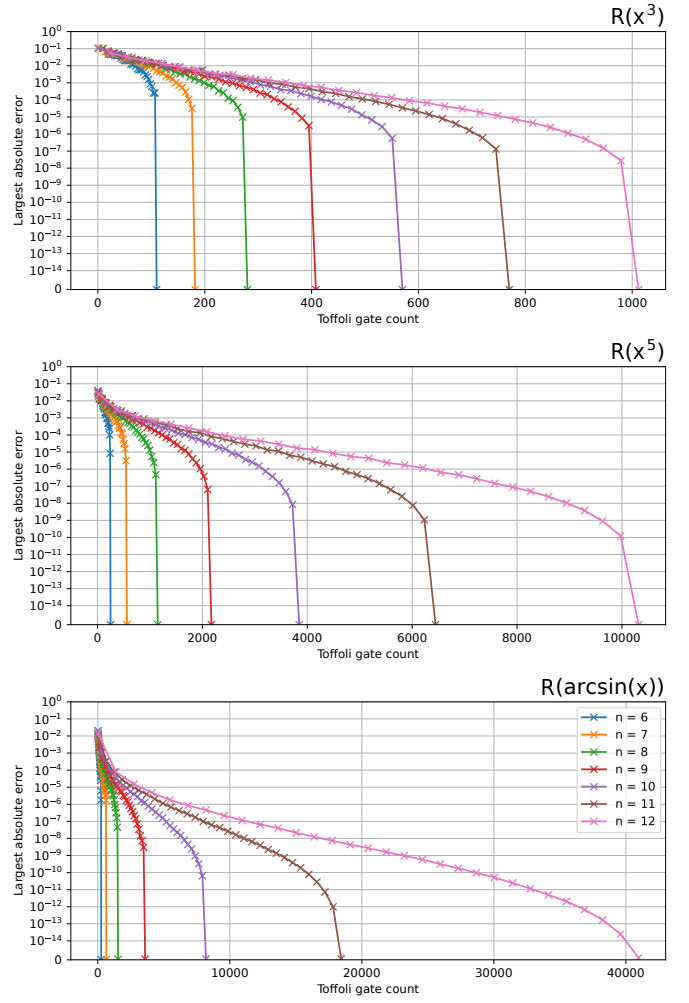 R(x³)
10⁰
10⁻¹
10⁻²
10⁻³
10⁻⁴
10⁻⁵
10⁻⁶
10⁻⁷
10⁻⁸
10⁻⁹
10⁻¹⁰
10⁻¹¹
10⁻¹²
10⁻¹³
10⁻¹⁴
0
Largest absolute error
0 200 400 600 800 1000
Toffoli gate count
R(x⁵)
10⁰
10⁻¹
10⁻²
10⁻³
10⁻⁴
10⁻⁵
10⁻⁶
10⁻⁷
10⁻⁸
10⁻⁹
10⁻¹⁰
10⁻¹¹
10⁻¹²
10⁻¹³
10⁻¹⁴
0
Largest absolute error
0 2000 4000 6000 8000 10000
Toffoli gate count
R(arcsin(x))
10⁰
10⁻¹
10⁻²
10⁻³
10⁻⁴
10⁻⁵
10⁻⁶
10⁻⁷
10⁻⁸
10⁻⁹
10⁻¹⁰
10⁻¹¹
10⁻¹²
10⁻¹³
10⁻¹⁴
0
Largest absolute error
n = 6
n = 7
n = 8
n = 9
n = 10
n = 11
n = 12
0 10000 20000 30000 40000
Toffoli gate count